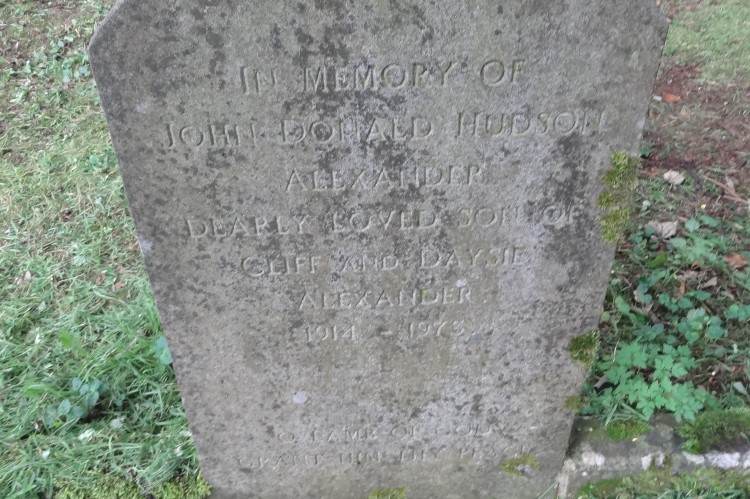 IN MEMORY OF
JOHN DONALD HUDSON
ALEXANDER
DEARLY LOVED SON OF
CLIFF AND DAYSIE
ALEXANDER
1914 - 1973
O LAMB OF GOD
GRANT HIM THY PEACE